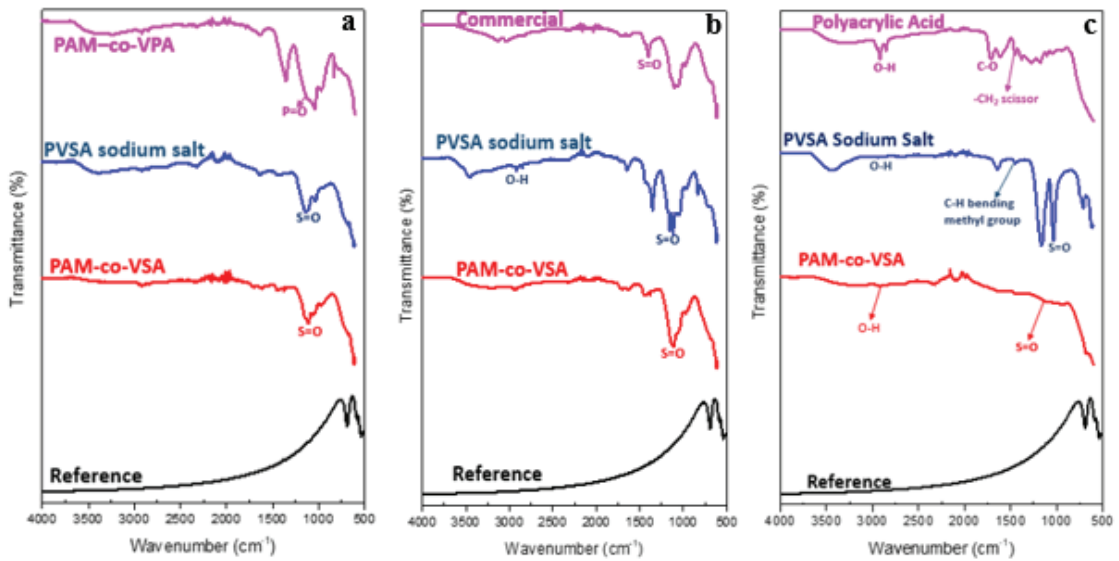 a
PAM–co-VPA
P=O
PVSA sodium salt
S=O
PAM-co-VSA
S=O
Reference
Transmittance (%)
4000 3500 3000 2500 2000 1500 1000 500
Wavenumber (cm⁻¹)
b
Commercial
S=O
PVSA sodium salt
O-H
S=O
PAM-co-VSA
S=O
Reference
Transmittance (%)
4000 3500 3000 2500 2000 1500 1000 500
Wavenumber (cm⁻¹)
c
Polyacrylic Acid
O-H
C-O
-CH₂ scissor
PVSA Sodium Salt
O-H
C-H bending
methyl group
S=O
PAM-co-VSA
O-H
S=O
Reference
Transmittance (%)
4000 3500 3000 2500 2000 1500 1000 500
Wavenumber (cm⁻¹)